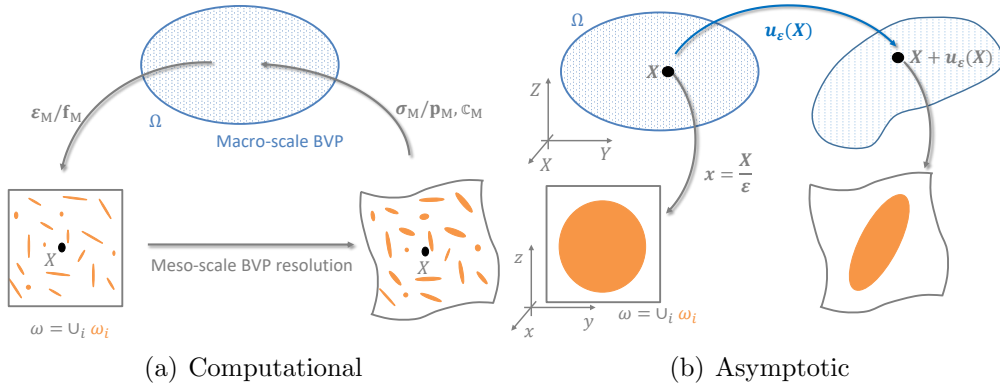 Ω
ε_M/f_M
σ_M/p_M, ℂ_M
Macro-scale BVP
X
Meso-scale BVP resolution
X
ω = ∪_i ω_i
(a) Computational
Ω
u_ε(X)
X
X + u_ε(X)
Z
Y
X
x = X/ε
z
y
x
ω = ∪_i ω_i
(b) Asymptotic